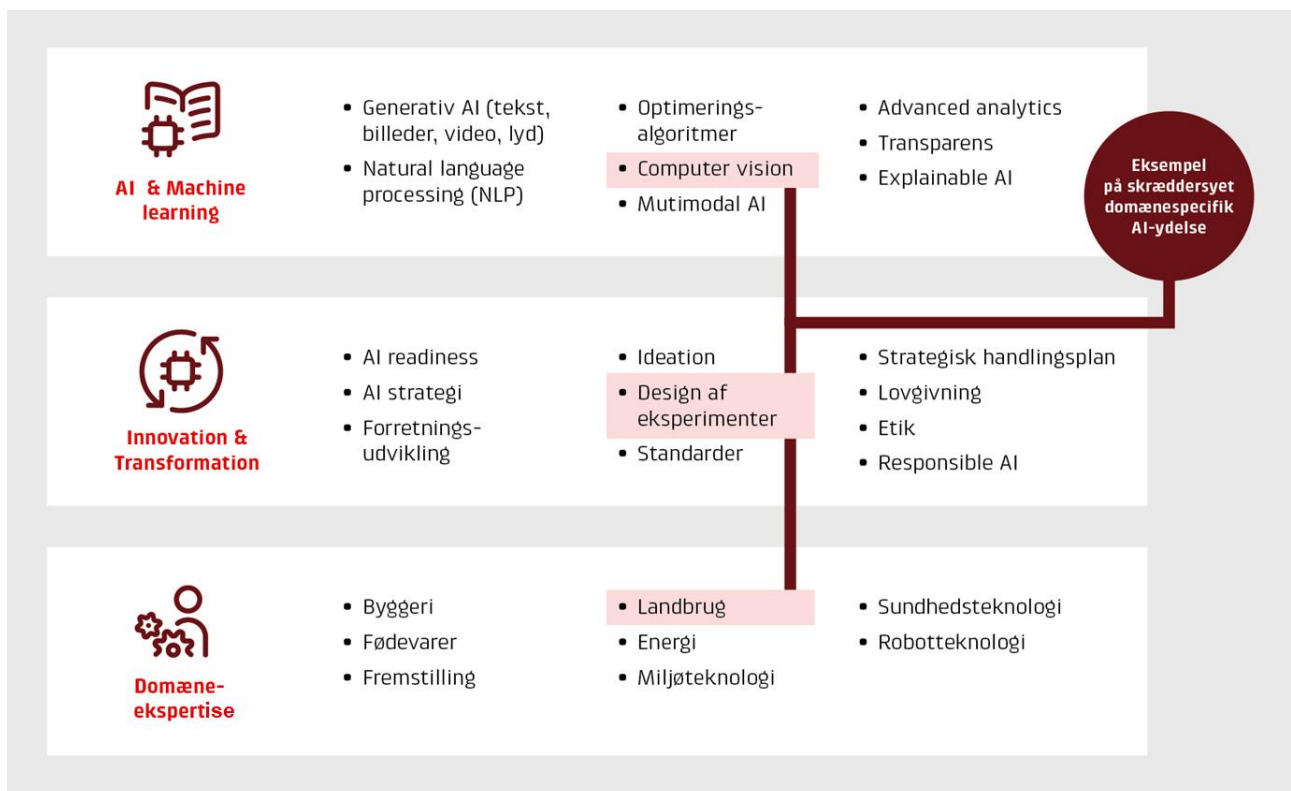 AI & Machine
learning
• Generativ AI (tekst,
billeder, video, lyd)
• Natural language
processing (NLP)
• Optimerings-
algoritmer
• Computer vision
• Mutimodal AI
• Advanced analytics
• Transparens
• Explainable AI
Eksempel
på skræddersyet
domænespecifik
AI-ydelse
Innovation &
Transformation
• AI readiness
• AI strategi
• Forretnings-
udvikling
• Ideation
• Design af
eksperimenter
• Standarder
• Strategisk handlingsplan
• Lovgivning
• Etik
• Responsible AI
Domæne-
ekspertise
• Byggeri
• Fødevarer
• Fremstilling
• Landbrug
• Energi
• Miljøteknologi
• Sundhedsteknologi
• Robotteknologi